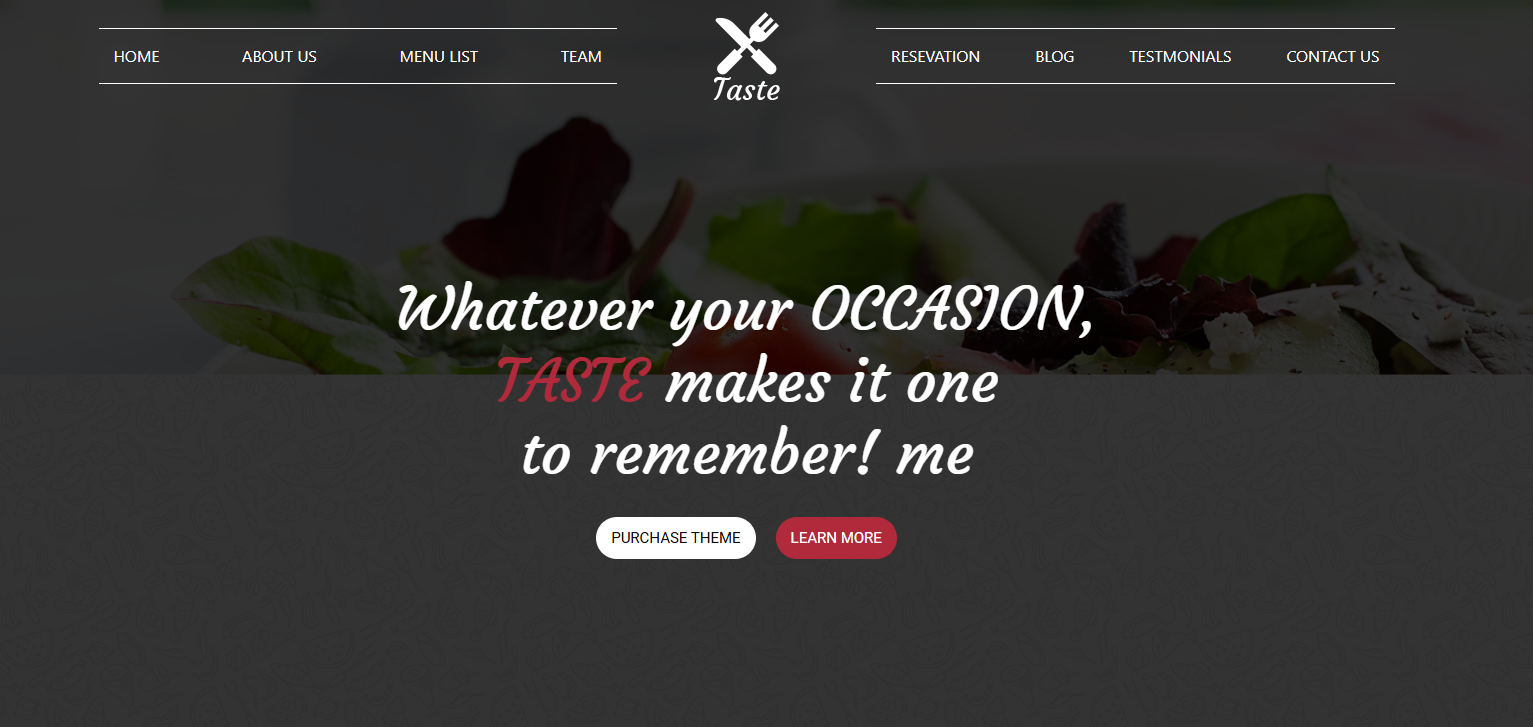 HOME ABOUT US MENU LIST TEAM
Taste
RESEVATION BLOG TESTMONIALS CONTACT US
Whatever your OCCASION,
TASTE makes it one
to remember! me
PURCHASE THEME LEARN MORE